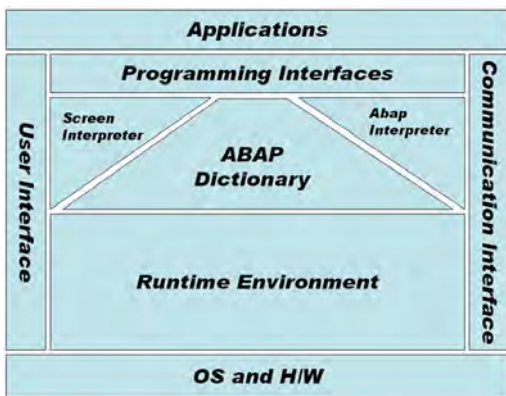 Applications
Programming Interfaces
User Interface
Screen
Interpreter
ABAP
Dictionary
Abap
Interpreter
Communication Interface
Runtime Environment
OS and H/W